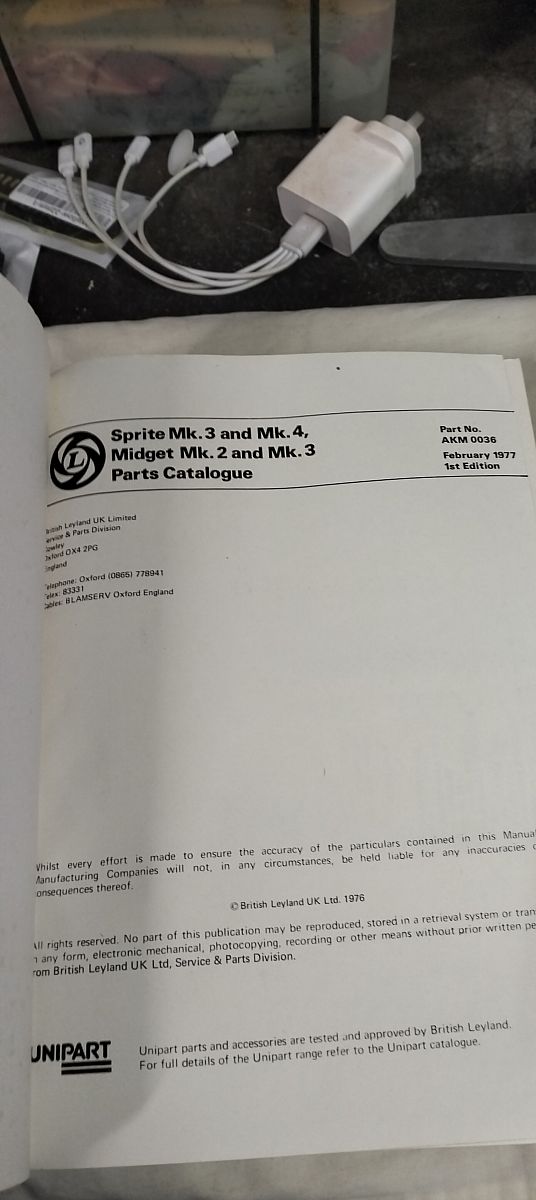 Sprite Mk.3 and Mk.4,
Midget Mk.2 and Mk.3
Parts Catalogue
Part No.
AKM 0036
February 1977
1st Edition
British Leyland UK Limited
Service & Parts Division
Cowley
Oxford OX4 2PG
England
Telephone: Oxford (0865) 778941
Telex: 83331
Cables: BLAMSERV Oxford England
Whilst every effort is made to ensure the accuracy of the particulars contained in this Manual
Manufacturing Companies will not, in any circumstances, be held liable for any inaccuracies
consequences thereof.
© British Leyland UK Ltd. 1976
All rights reserved. No part of this publication may be reproduced, stored in a retrieval system or
in any form, electronic mechanical, photocopying, recording or other means without prior written
from British Leyland UK Ltd, Service & Parts Division.
UNIPART
Unipart parts and accessories are tested and approved by British Leyland.
For full details of the Unipart range refer to the Unipart catalogue.